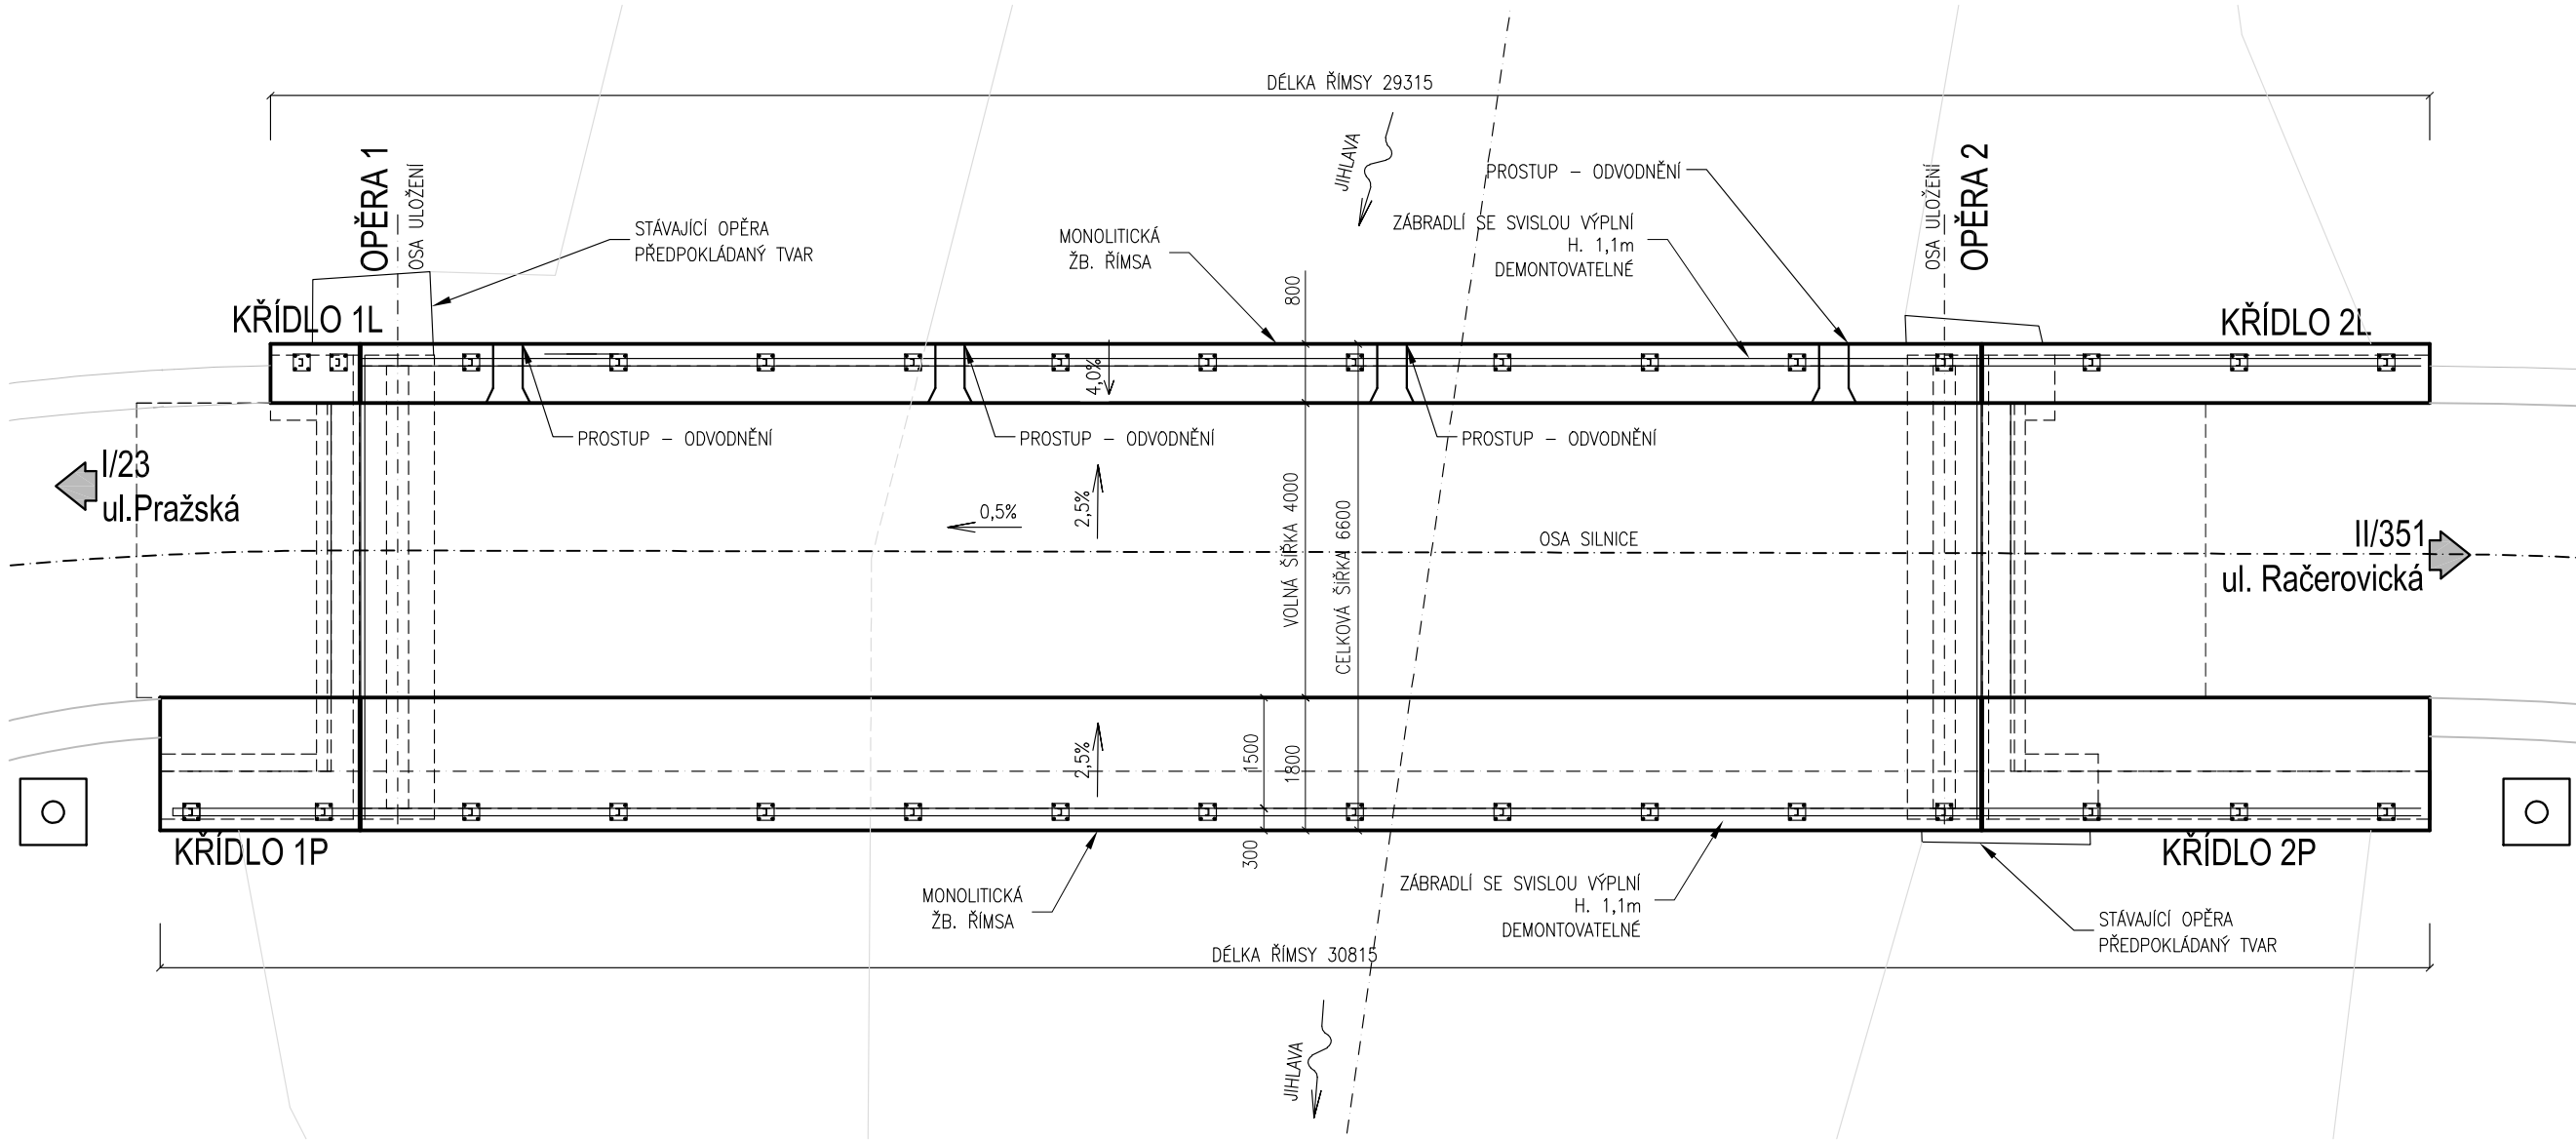 DÉLKA ŘÍMSY 29315
OPĚRA 1
OSA ULOŽENÍ
STÁVAJÍCÍ OPĚRA
PŘEDPOKLÁDANÝ TVAR
MONOLITICKÁ
ŽB. ŘÍMSA
800
JIHLAVA
PROSTUP - ODVODNĚNÍ
ZÁBRADLÍ SE SVISLOU VÝPLNÍ
H. 1,1m
DEMONTOVATELNÉ
OSA ULOŽENÍ
OPĚRA 2
KŘÍDLO 1L
KŘÍDLO 2L
4,0%
PROSTUP - ODVODNĚNÍ
PROSTUP - ODVODNĚNÍ
PROSTUP - ODVODNĚNÍ
I/23
ul.Pražská
0,5%
2,5%
VOLNÁ ŠÍŘKA 4000
CELKOVÁ ŠÍŘKA 6600
OSA SILNICE
II/351
ul. Račerovická
2,5%
1500
1800
300
KŘÍDLO 1P
KŘÍDLO 2P
MONOLITICKÁ
ŽB. ŘÍMSA
ZÁBRADLÍ SE SVISLOU VÝPLNÍ
H. 1,1m
DEMONTOVATELNÉ
STÁVAJÍCÍ OPĚRA
PŘEDPOKLÁDANÝ TVAR
DÉLKA ŘÍMSY 30815
JIHLAVA